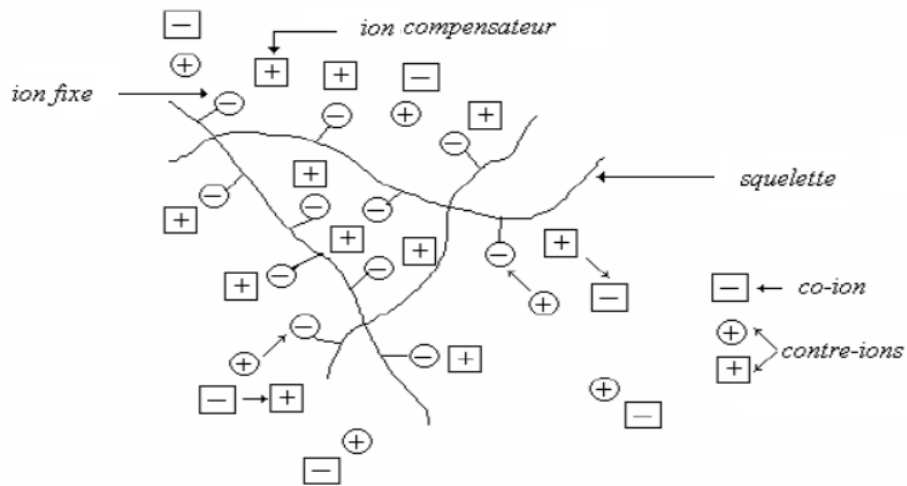 ion compensateur
ion fixe
squelette
co-ion
contre-ions